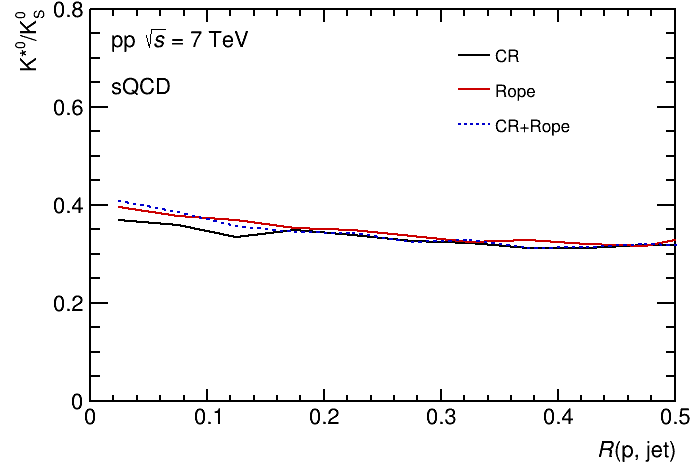 K*⁰/K⁰_S
0.8
0.6
0.4
0.2
0
pp √s = 7 TeV
sQCD
CR
Rope
CR+Rope
0 0.1 0.2 0.3 0.4 0.5
R(p, jet)